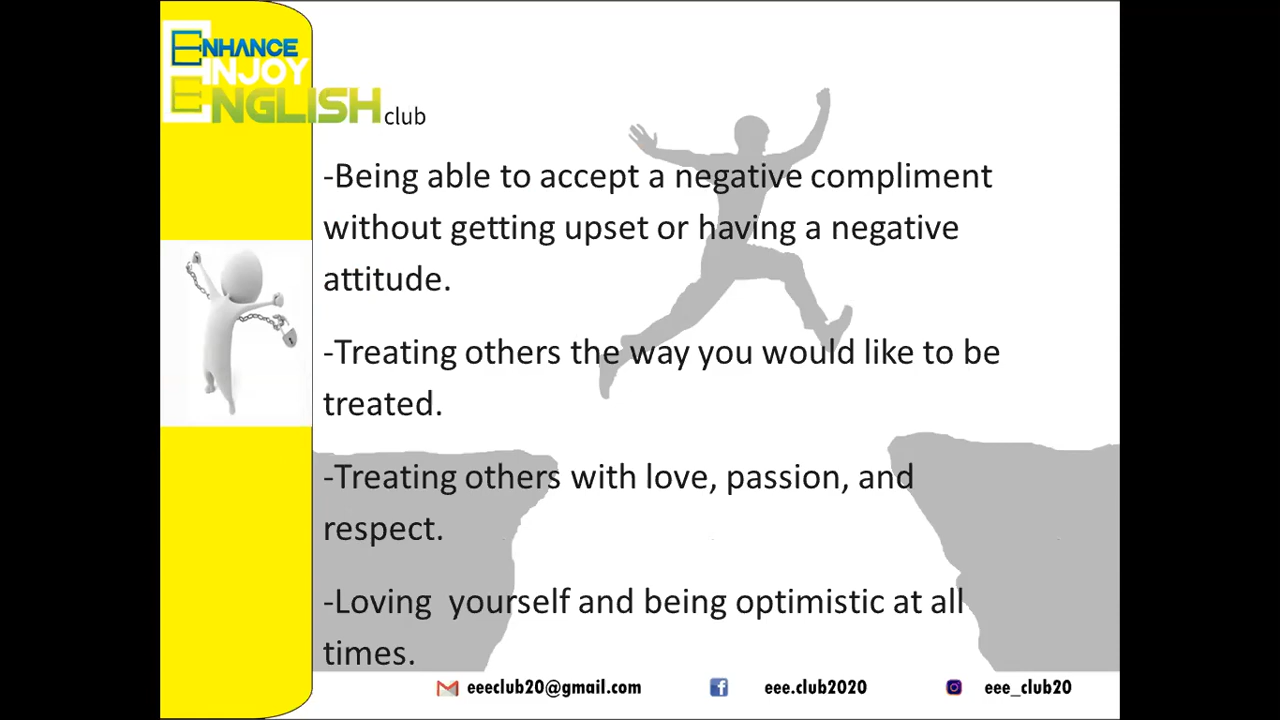 ENHANCE
ENJOY
ENGLISH club
-Being able to accept a negative compliment
without getting upset or having a negative
attitude.
-Treating others the way you would like to be
treated.
-Treating others with love, passion, and
respect.
-Loving  yourself and being optimistic at all
times.
eeeclub20@gmail.com eee.club2020 eee_club20